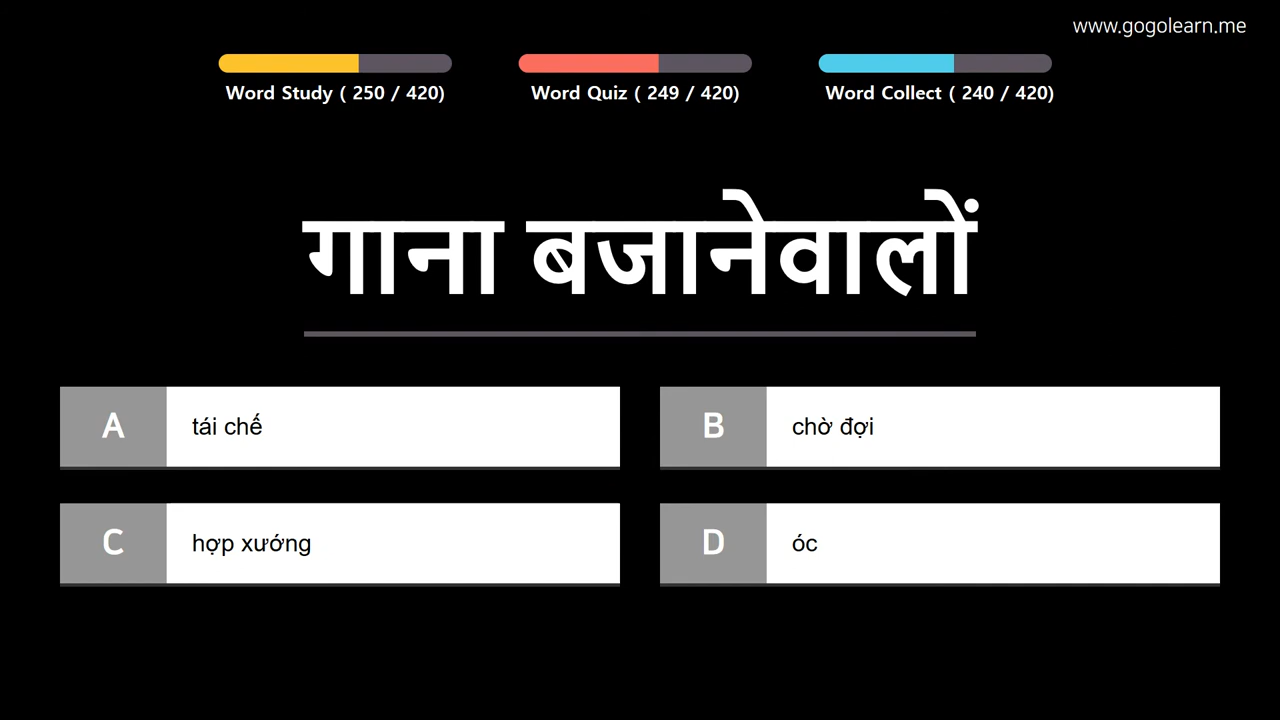 www.gogolearn.me
Word Study ( 250 / 420)
Word Quiz ( 249 / 420)
Word Collect ( 240 / 420)
गाना बजानेवालों
A tái chế
B chờ đợi
C hợp xướng
D óc